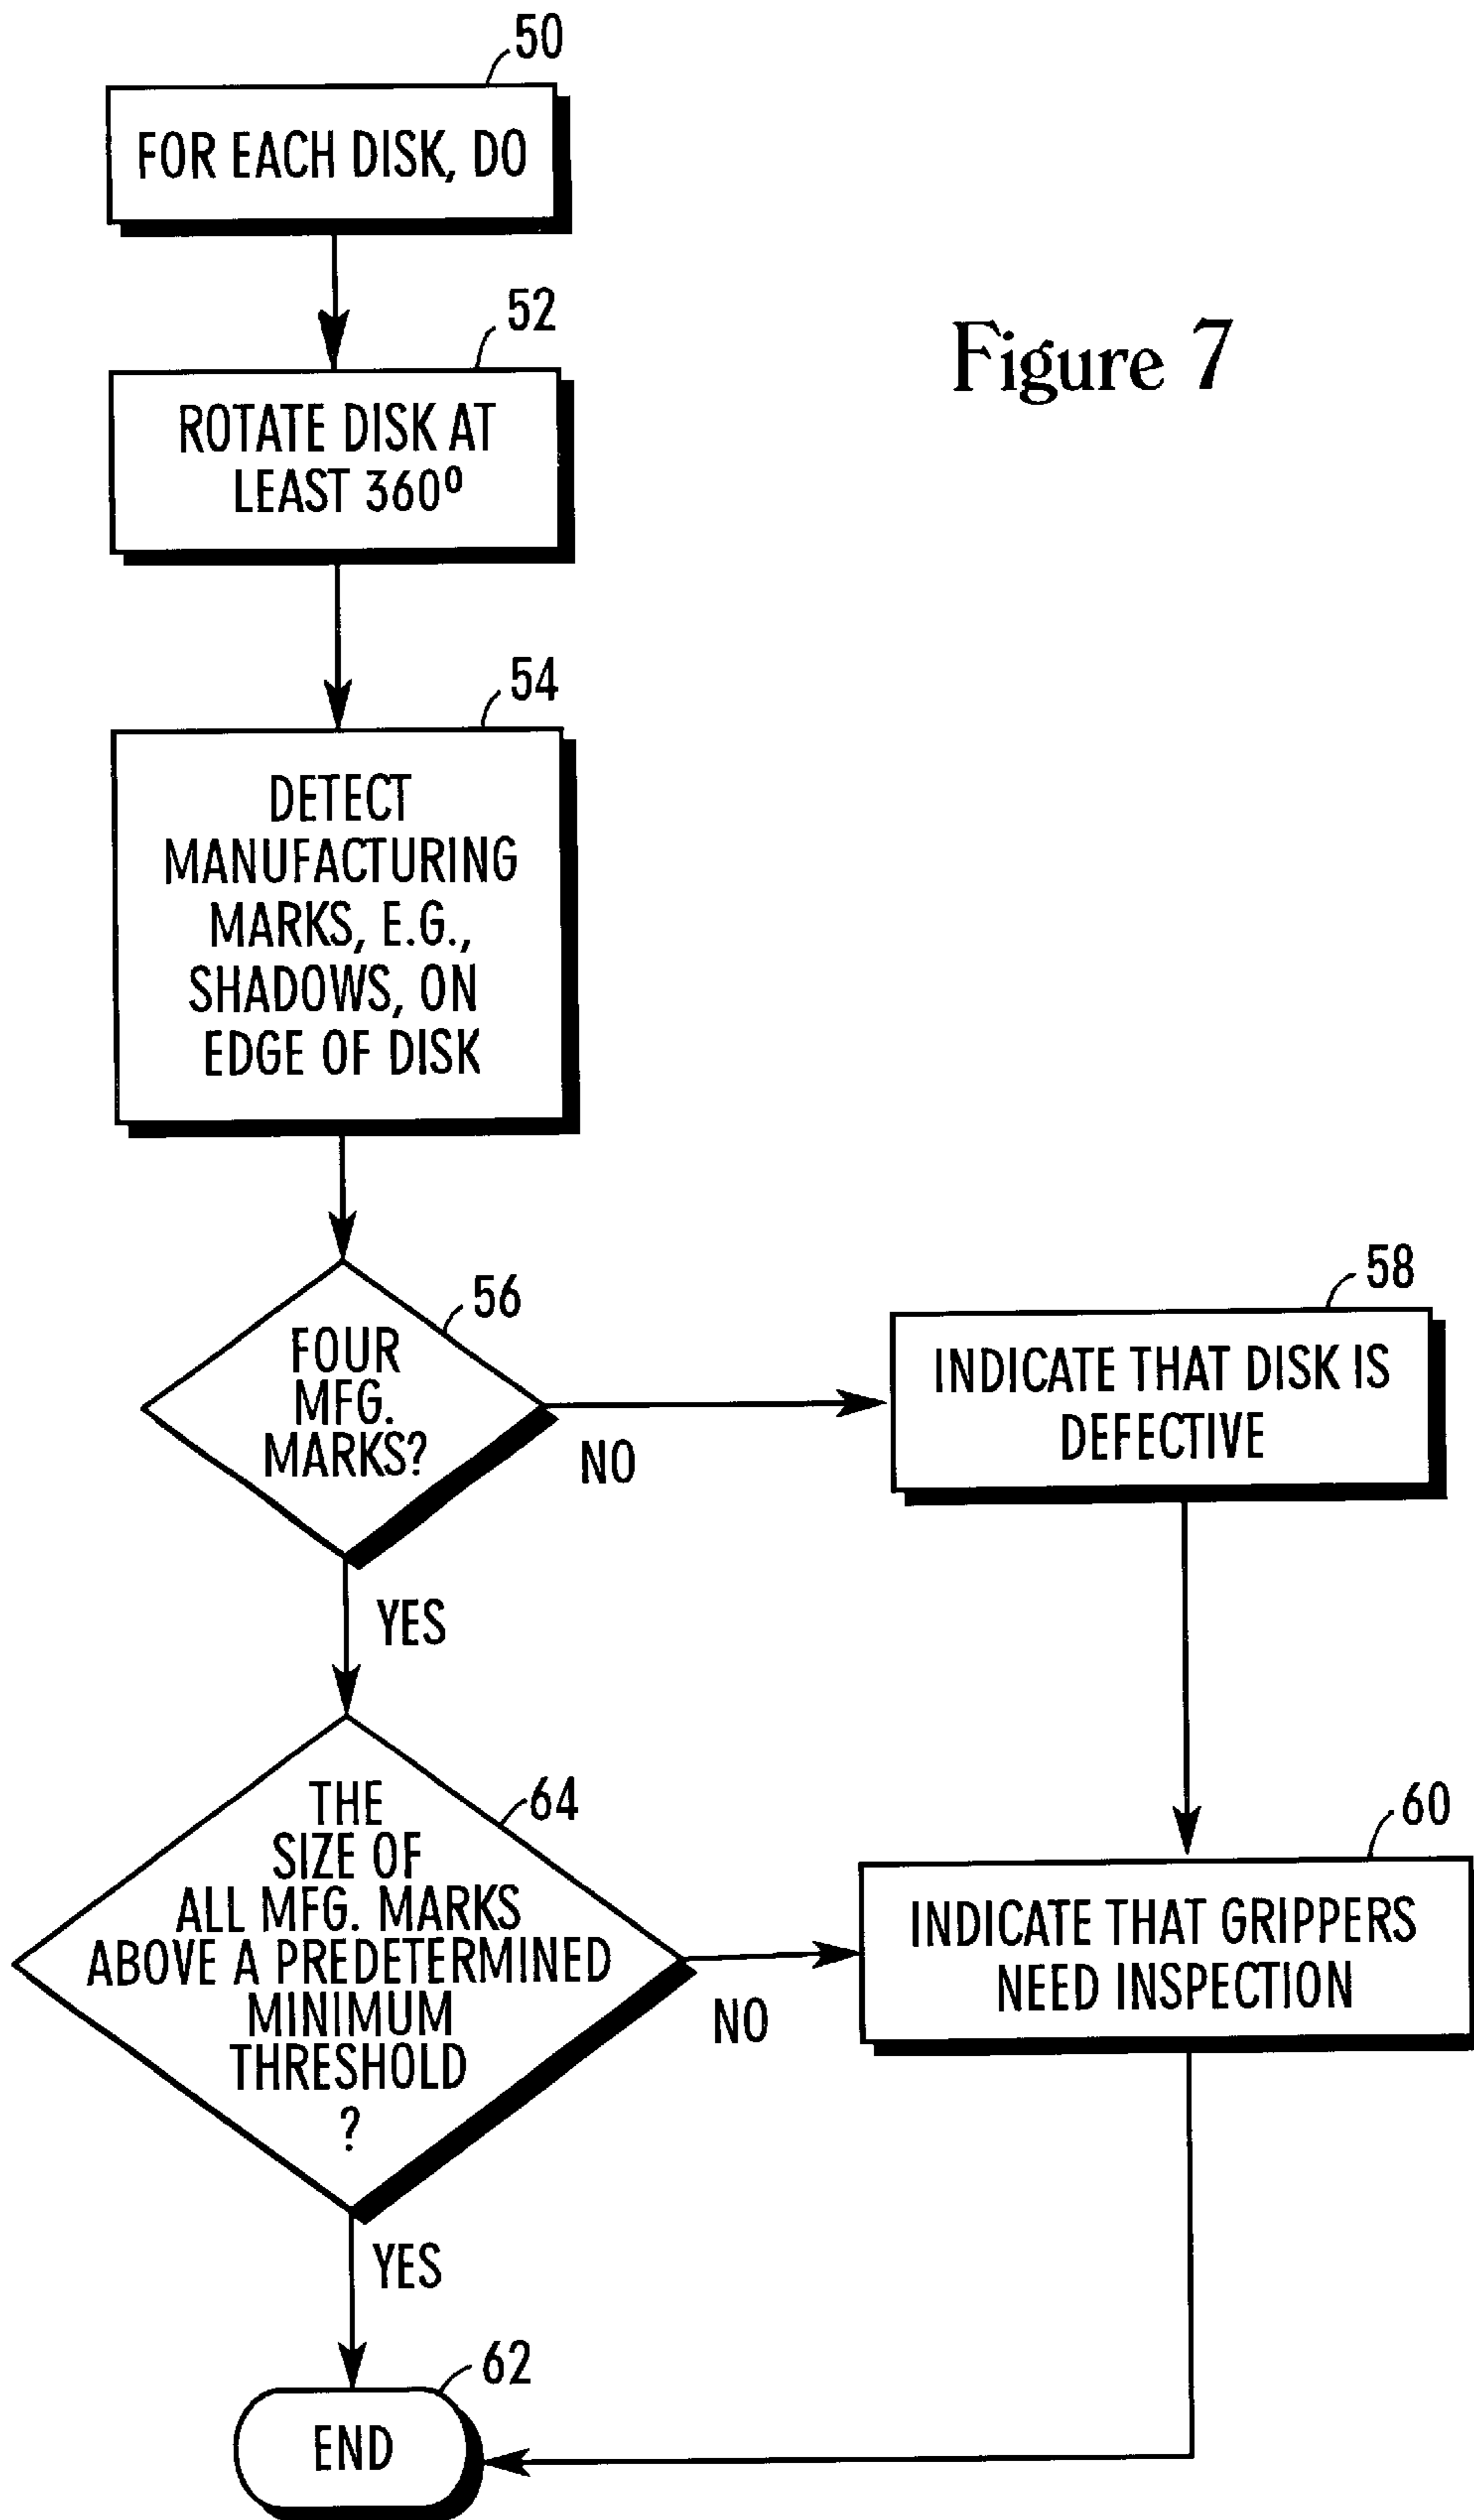 50
FOR EACH DISK, DO
52
Figure 7
ROTATE DISK AT
LEAST 360º
54
DETECT
MANUFACTURING
MARKS, E.G.,
SHADOWS, ON
EDGE OF DISK
56
FOUR
MFG.
MARKS?
NO
58
INDICATE THAT DISK IS
DEFECTIVE
YES
64
THE
SIZE OF
ALL MFG. MARKS
ABOVE A PREDETERMINED
MINIMUM
THRESHOLD
?
NO
60
INDICATE THAT GRIPPERS
NEED INSPECTION
YES
62
END